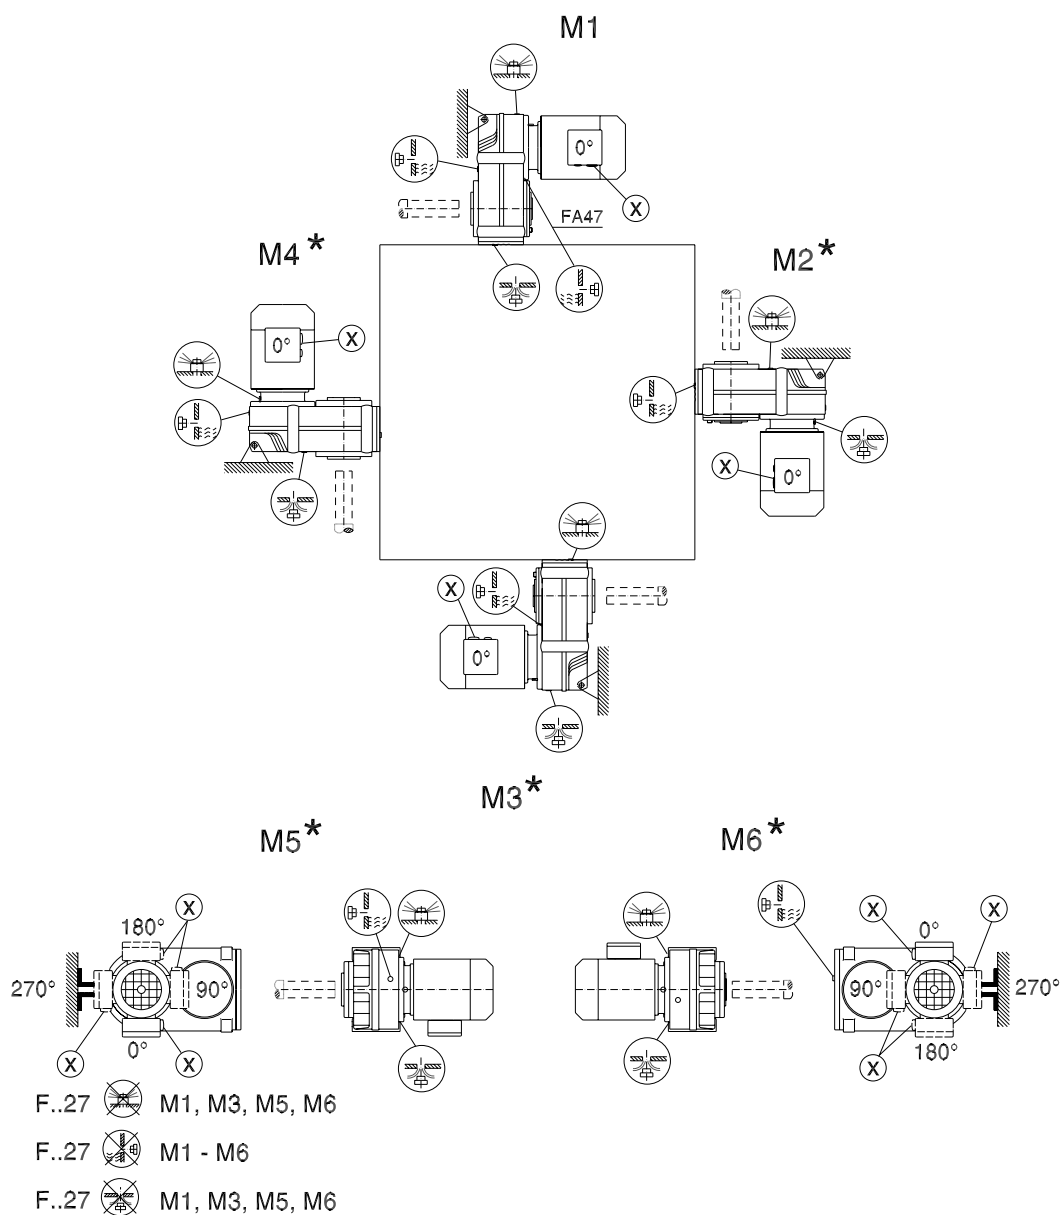 M1
0°
X
FA47
M4*
M2*
0°
X
X
0°
X
0°
M3*
M5*
M6*
X
X
X
180°
0°
270°
90°
90°
270°
0°
180°
X
X
X
F..27 M1, M3, M5, M6
F..27 M1 - M6
F..27 M1, M3, M5, M6